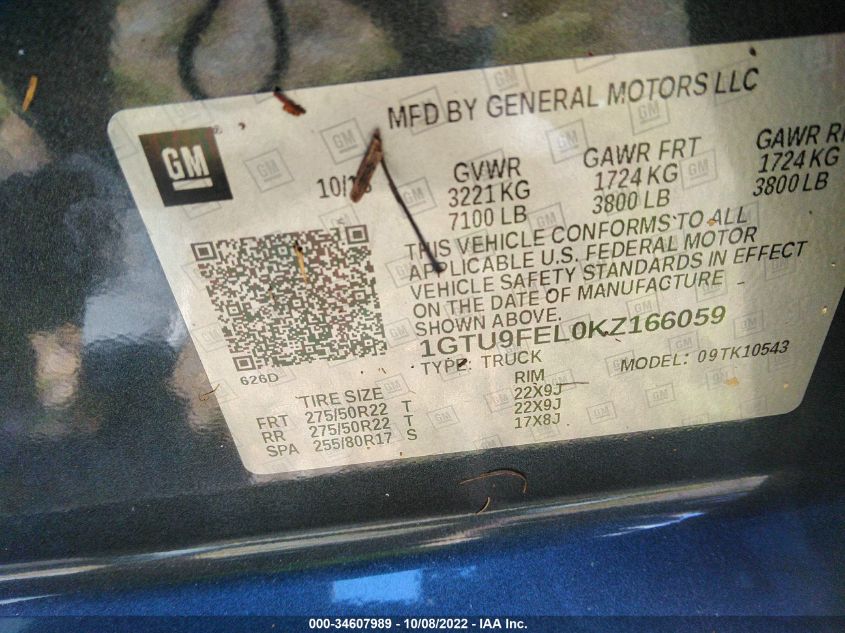 MFD BY GENERAL MOTORS LLC
GM
®
GVWR
3221 KG
7100 LB
GAWR FRT
1724 KG
3800 LB
GAWR
1724 KG
3800 LB
THIS VEHICLE CONFORMS TO ALL
APPLICABLE U.S. FEDERAL MOTOR
VEHICLE SAFETY STANDARDS IN EFFECT
ON THE DATE OF MANUFACTURE
SHOWN ABOVE.
1GTU9FEL0KZ166059
TYPE: TRUCK
MODEL: 09TK10543
626D
TIRE SIZE RIM
FRT 275/50R22 T 22X9J
RR 275/50R22 T 22X9J
SPA 255/80R17 S 17X8J
000-34607989 - 10/08/2022 - IAA Inc.